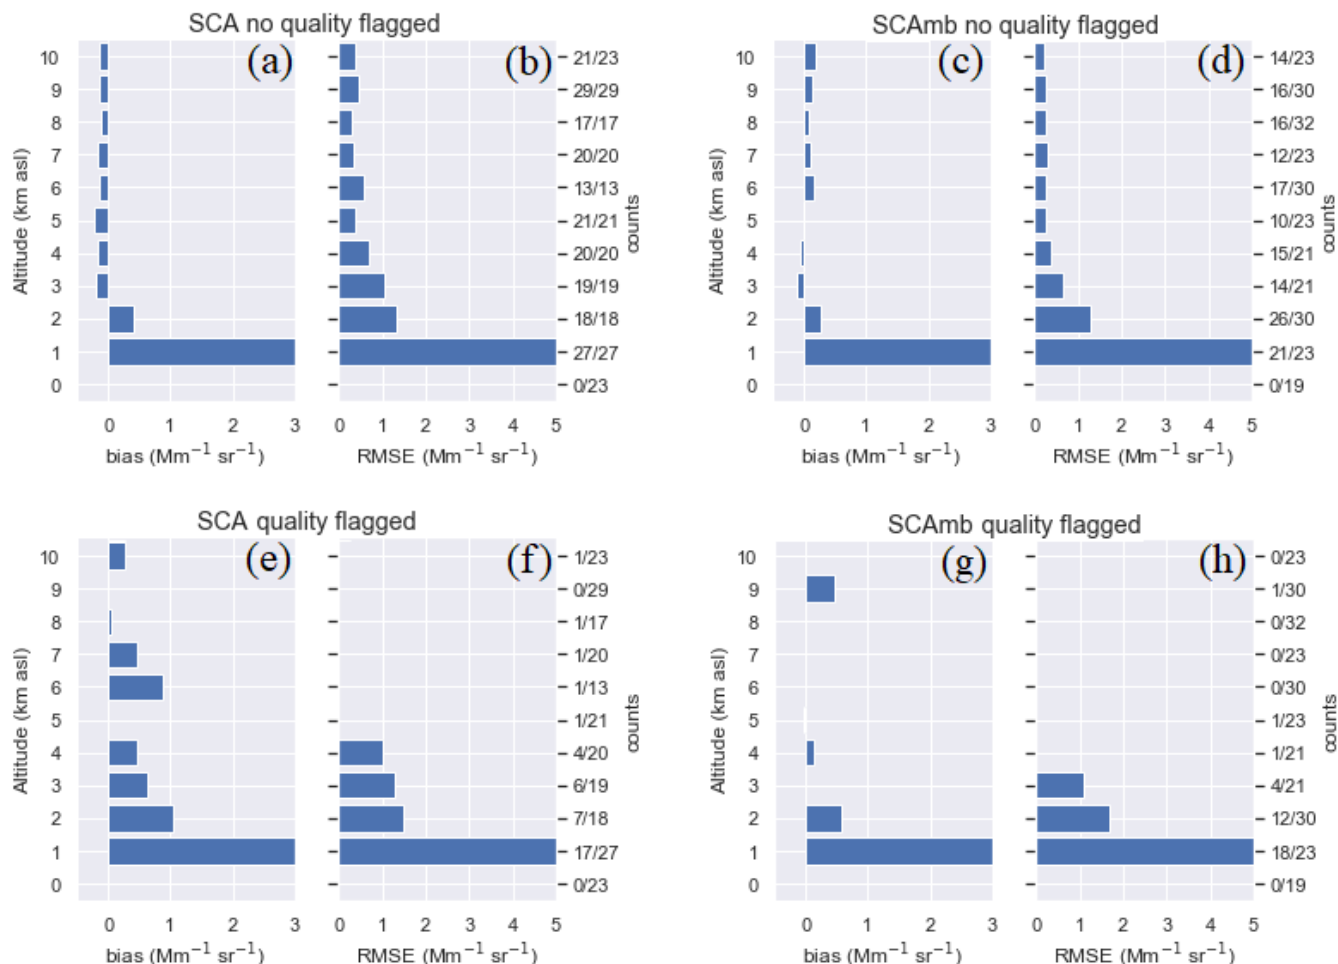 SCA no quality flagged
SCAmb no quality flagged
(a)
(b)
(c)
(d)
10
9
8
7
6
5
4
3
2
1
0
Altitude (km asl)
21/23
29/29
17/17
20/20
13/13
21/21
20/20
19/19
18/18
27/27
0/23
counts
0 1 2 3
bias (Mm⁻¹ sr⁻¹)
0 1 2 3 4 5
RMSE (Mm⁻¹ sr⁻¹)
10
9
8
7
6
5
4
3
2
1
0
Altitude (km asl)
14/23
16/30
16/32
12/23
17/30
10/23
15/21
14/21
26/30
21/23
0/19
counts
0 1 2 3
bias (Mm⁻¹ sr⁻¹)
0 1 2 3 4 5
RMSE (Mm⁻¹ sr⁻¹)
SCA quality flagged
SCAmb quality flagged
(e)
(f)
(g)
(h)
10
9
8
7
6
5
4
3
2
1
0
Altitude (km asl)
1/23
0/29
1/17
1/20
1/13
1/21
4/20
6/19
7/18
17/27
0/23
counts
0 1 2 3
bias (Mm⁻¹ sr⁻¹)
0 1 2 3 4 5
RMSE (Mm⁻¹ sr⁻¹)
10
9
8
7
6
5
4
3
2
1
0
Altitude (km asl)
0/23
1/30
0/32
0/23
0/30
1/23
1/21
4/21
12/30
18/23
0/19
counts
0 1 2 3
bias (Mm⁻¹ sr⁻¹)
0 1 2 3 4 5
RMSE (Mm⁻¹ sr⁻¹)